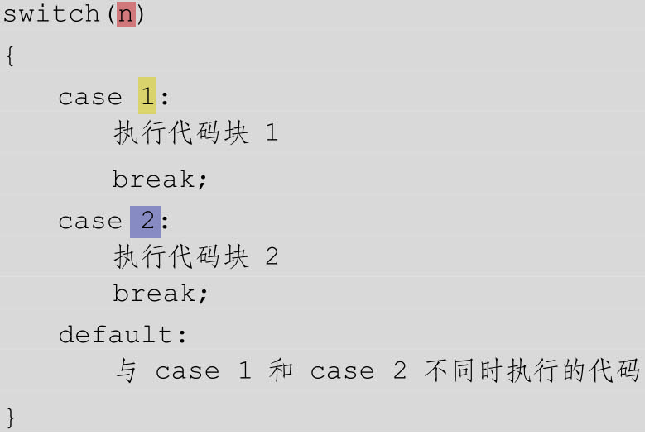 switch(n)
{
case 1:
执行代码块 1
break;
case 2:
执行代码块 2
break;
default:
与 case 1 和 case 2 不同时执行的代码
}